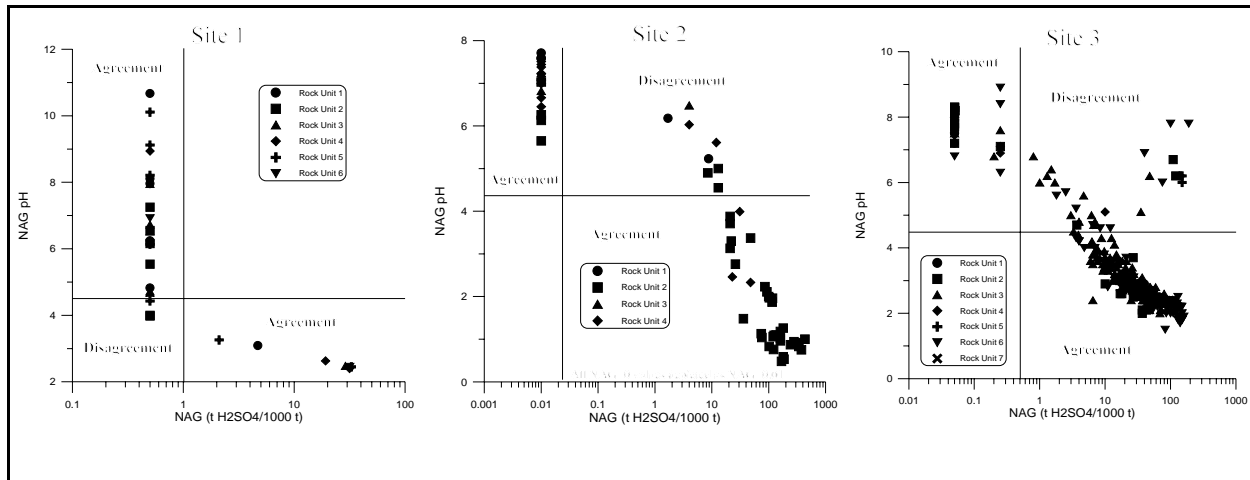 Site 1
12
10
8
6
4
2
NAG pH
Agreement
Disagreement
Agreement
Rock Unit 1
Rock Unit 2
Rock Unit 3
Rock Unit 4
Rock Unit 5
Rock Unit 6
0.1
1
10
100
NAG (t H2SO4/1000 t)
Site 2
8
6
4
2
0
NAG pH
Disagreement
Agreement
Agreement
Rock Unit 1
Rock Unit 2
Rock Unit 3
Rock Unit 4
0.001
0.01
0.1
1
10
100
1000
NAG (t H2SO4/1000 t)
Site 3
10
8
6
4
2
0
NAG pH
Agreement
Disagreement
Rock Unit 1
Rock Unit 2
Rock Unit 3
Rock Unit 4
Rock Unit 5
Rock Unit 6
Rock Unit 7
Agreement
0.01
0.1
1
10
100
1000
NAG (t H2SO4/1000 t)